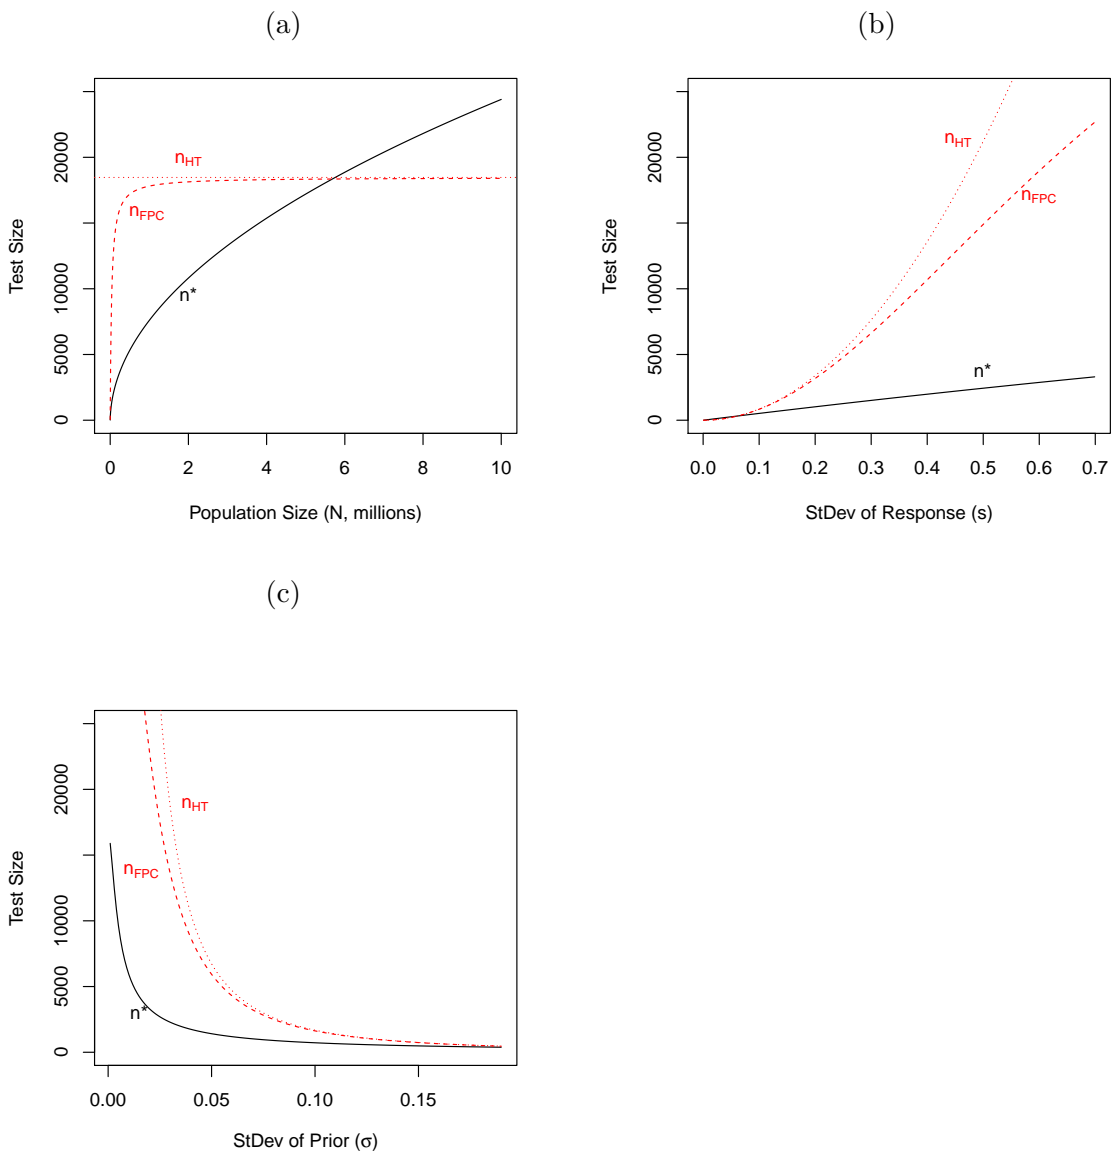 (a)
Test Size
0
5000
10000
20000
n_HT
n_FPC
n*
0 2 4 6 8 10
Population Size (N, millions)
(b)
Test Size
0
5000
10000
20000
n_HT
n_FPC
n*
0.0 0.1 0.2 0.3 0.4 0.5 0.6 0.7
StDev of Response (s)
(c)
Test Size
0
5000
10000
20000
n_HT
n_FPC
n*
0.00 0.05 0.10 0.15
StDev of Prior (σ)